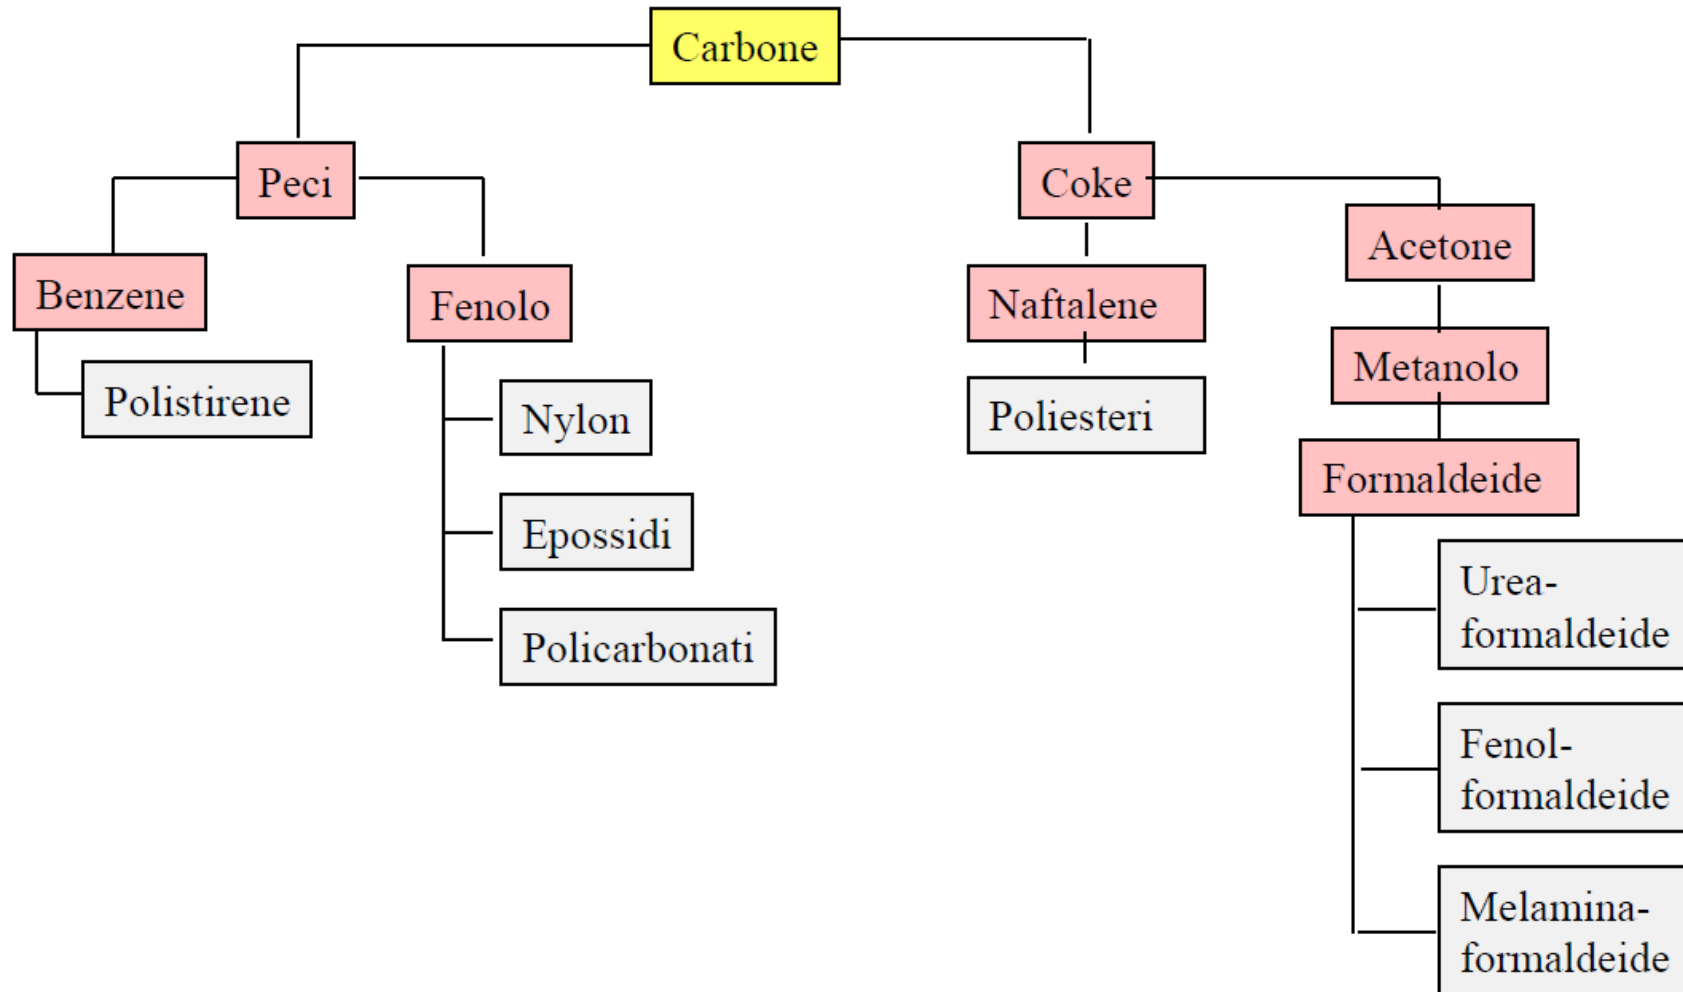 Carbone
Peci
Coke
Acetone
Benzene
Fenolo
Naftalene
Metanolo
Polistirene
Nylon
Poliesteri
Formaldeide
Epossidi
Urea-
formaldeide
Policarbonati
Fenol-
formaldeide
Melamina-
formaldeide